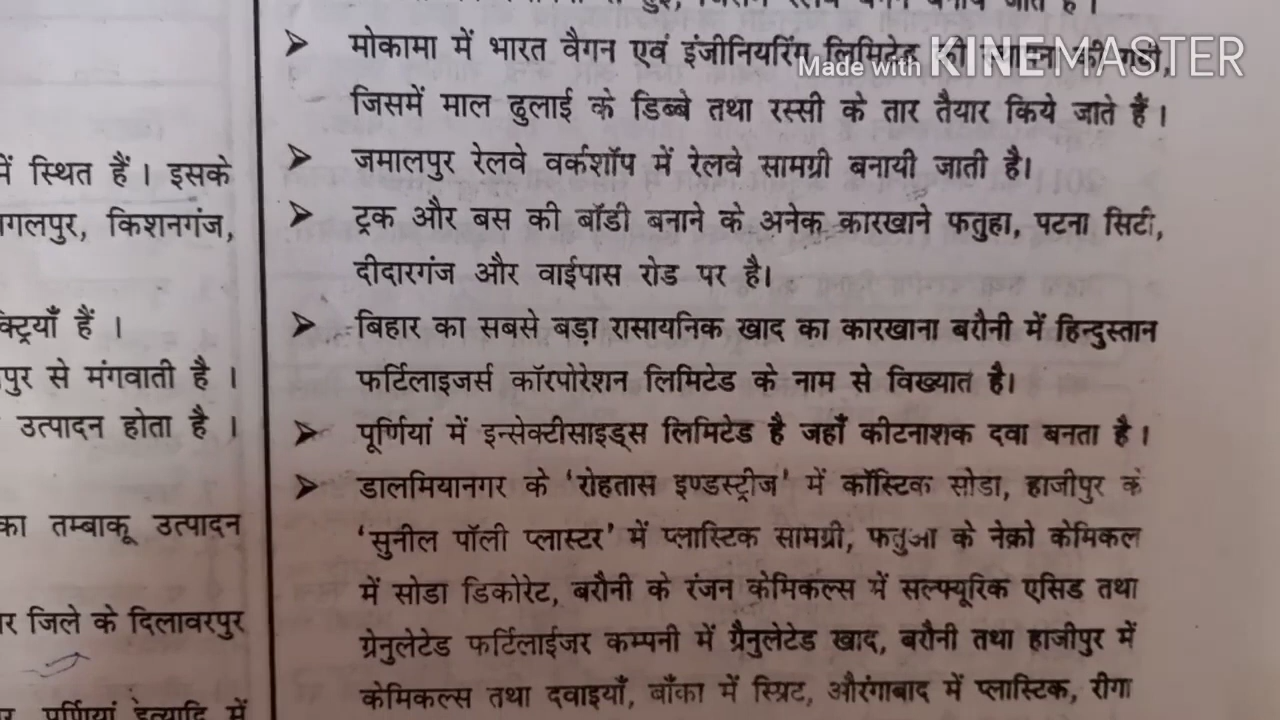 में स्थित हैं । इसके
किशनगंज,
हैं ।
से मंगवाती है ।
उत्पादन होता है ।
का तम्बाकू उत्पादन
जिले के दिलावरपुर
पूर्णियां इत्यादि में
➤ मोकामा में भारत वैगन एवं इंजीनियरिंग लिमिटेड
Made with KINEMASTER
जिसमें माल ढुलाई के डिब्बे तथा रस्सी के तार तैयार किये जाते हैं ।
➤ जमालपुर रेलवे वर्कशॉप में रेलवे सामग्री बनायी जाती है।
➤ ट्रक और बस की बॉडी बनाने के अनेक कारखाने फतुहा, पटना सिटी,
दीदारगंज और वाईपास रोड पर है।
➤ बिहार का सबसे बड़ा रासायनिक खाद का कारखाना बरौनी में हिन्दुस्तान
फर्टिलाइजर्स कॉरपोरेशन लिमिटेड के नाम से विख्यात है।
➤ पूर्णियां में इन्सेक्टीसाइड्स लिमिटेड है जहाँ कीटनाशक दवा बनता है ।
➤ डालमियानगर के ‘रोहतास इण्डस्ट्रीज’ में कॉस्टिक सोडा, हाजीपुर के
‘सुनील पॉली प्लास्टर’ में प्लास्टिक सामग्री, फतुआ के नेक्रो केमिकल
में सोडा डिकोरेट, बरौनी के रंजन केमिकल्स में सल्फ्यूरिक एसिड तथा
ग्रेनुलेटेड फर्टिलाईजर कम्पनी में ग्रैनुलेटेड खाद, बरौनी तथा हाजीपुर में
केमिकल्स तथा दवाइयाँ, बाँका में स्प्रिट, औरंगाबाद में प्लास्टिक, रीगा